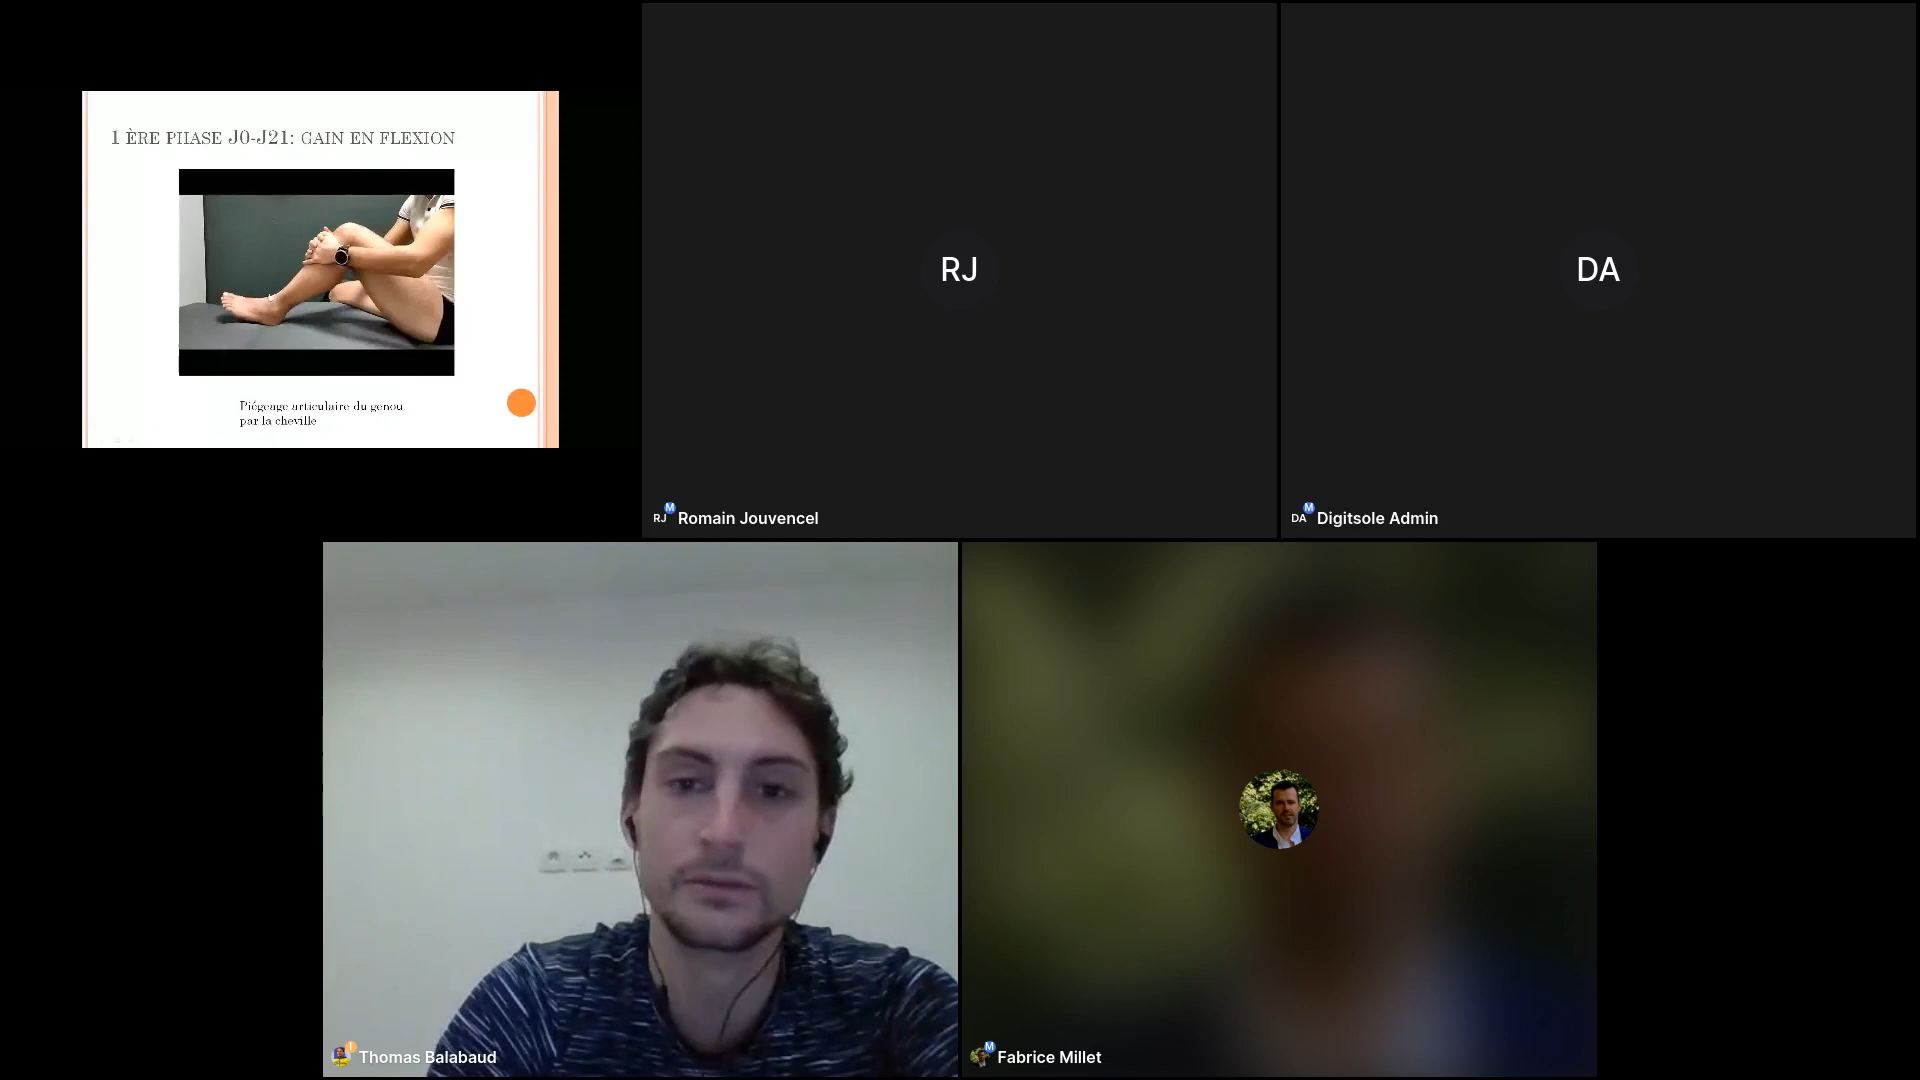 1 ÈRE PHASE J0-J21: GAIN EN FLEXION
Piégeage articulaire du genou
par la cheville
RJ
RJ
M
Romain Jouvencel
DA
DA
M
Digitsole Admin
Thomas Balabaud
M
Fabrice Millet